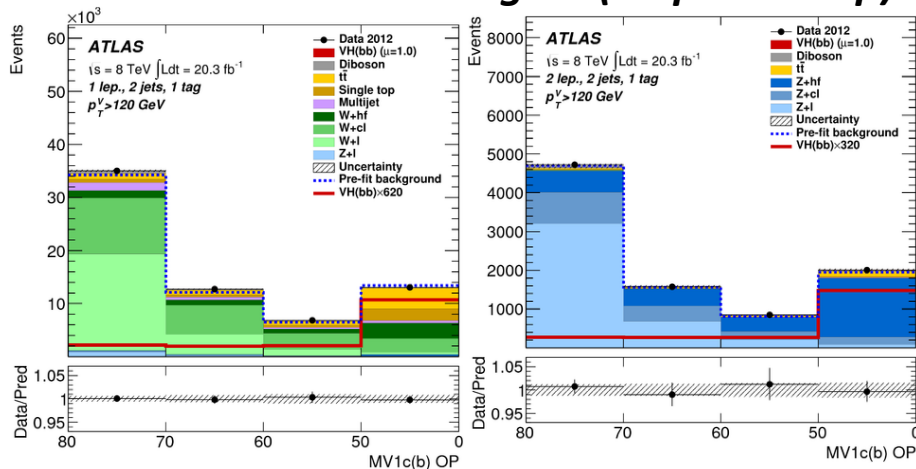 ×10³
Events
60
50
40
30
20
10
ATLAS
√s = 8 TeV ∫Ldt = 20.3 fb⁻¹
1 lep., 2 jets, 1 tag
p_T^V>120 GeV
Data 2012
VH(bb) (μ=1.0)
Diboson
tt̄
Single top
Multijet
W+hf
W+cl
W+l
Z+l
Uncertainty
Pre-fit background
VH(bb)×620
Data/Pred
1.05
1
0.95
80 70 60 50 0
MV1c(b) OP
Events
8000
7000
6000
5000
4000
3000
2000
1000
ATLAS
√s = 8 TeV ∫Ldt = 20.3 fb⁻¹
2 lep., 2 jets, 1 tag
p_T^V>120 GeV
Data 2012
VH(bb) (μ=1.0)
Diboson
tt̄
Z+hf
Z+cl
Z+l
Uncertainty
Pre-fit background
VH(bb)×320
Data/Pred
1.05
1
0.95
80 70 60 50 0
MV1c(b) OP